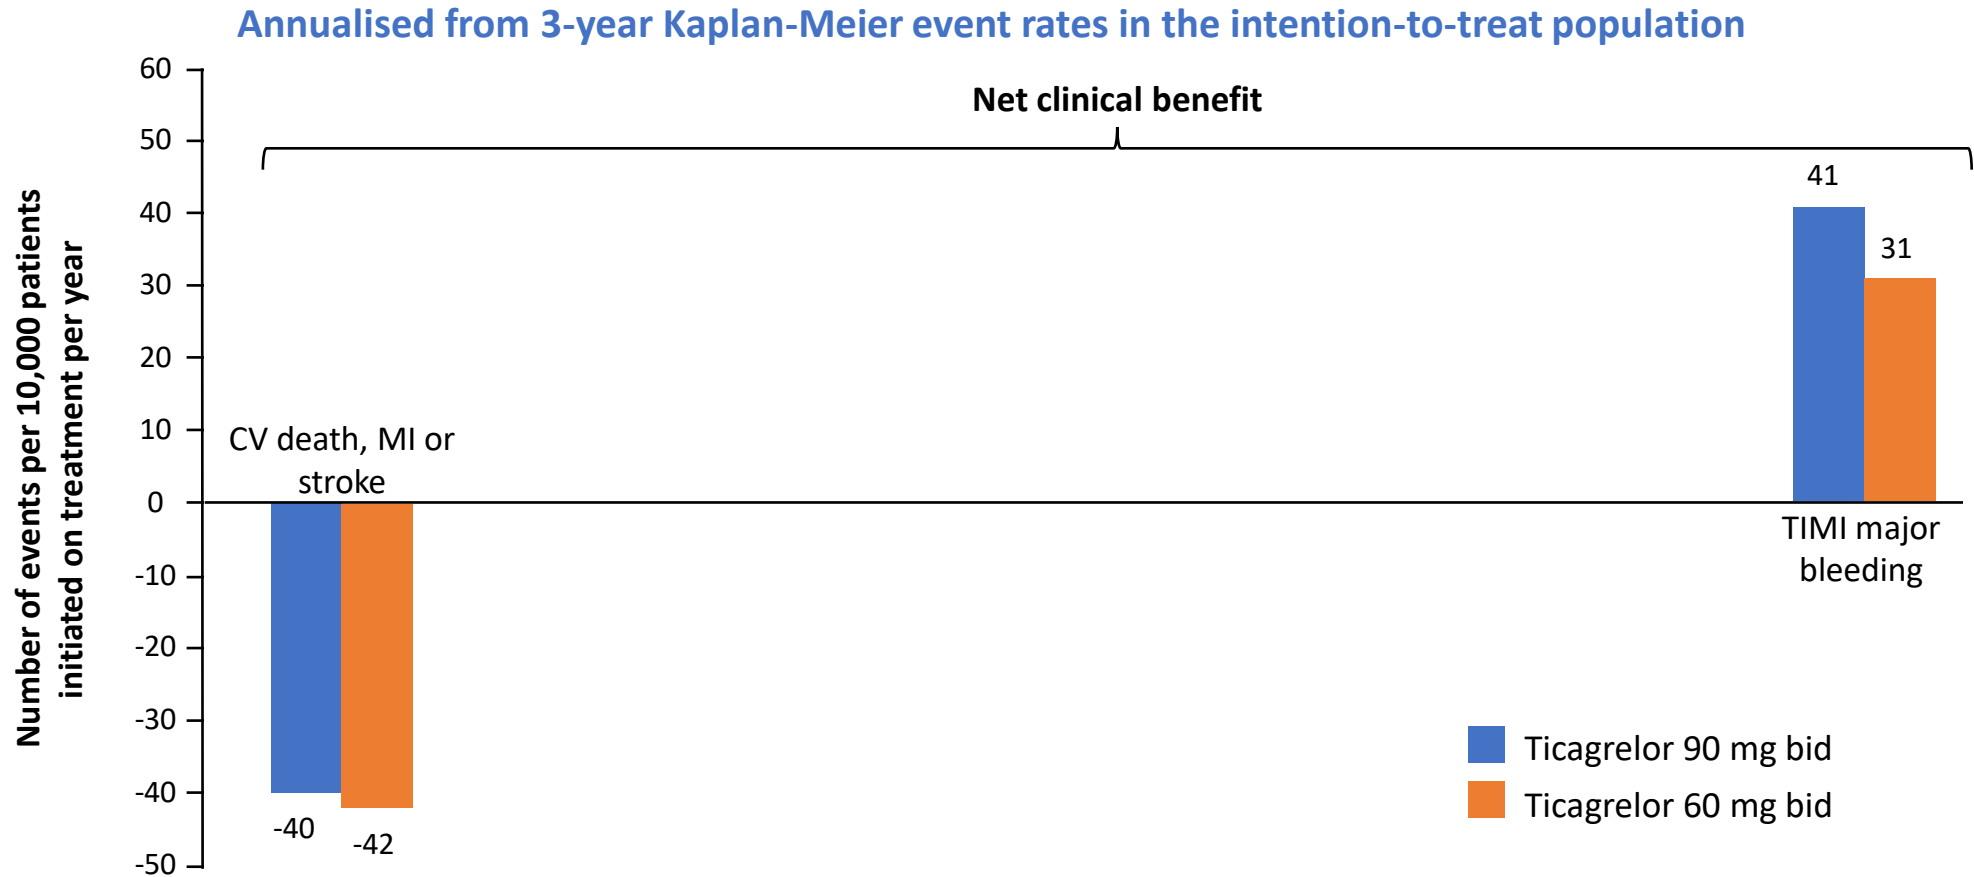 Annualised from 3-year Kaplan-Meier event rates in the intention-to-treat population
Number of events per 10,000 patients
initiated on treatment per year
60
50
40
30
20
10
0
-10
-20
-30
-40
-50
Net clinical benefit
CV death, MI or
stroke
-40
-42
41
31
TIMI major
bleeding
Ticagrelor 90 mg bid
Ticagrelor 60 mg bid